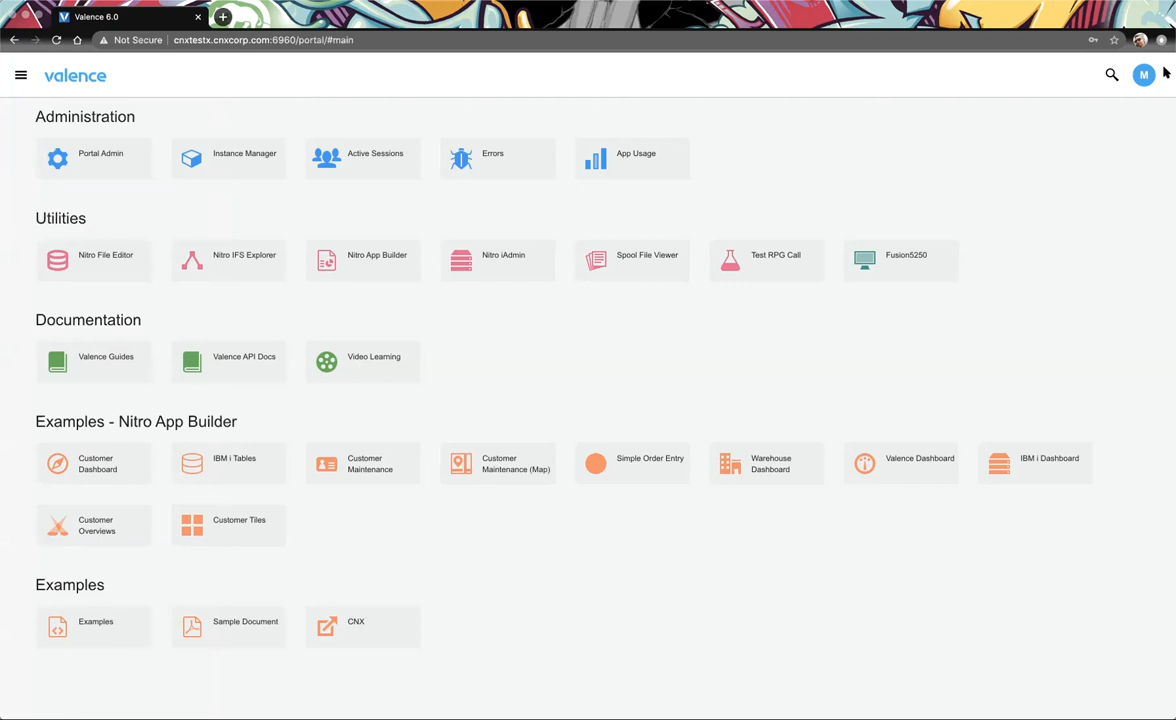 Valence 6.0
Not Secure cnxtestx.cnxcorp.com:6960/portal/#main
valence
M
Administration
Portal Admin
Instance Manager
Active Sessions
Errors
App Usage
Utilities
Nitro File Editor
Nitro IFS Explorer
Nitro App Builder
Nitro iAdmin
Spool File Viewer
Test RPG Call
Fusion5250
Documentation
Valence Guides
Valence API Docs
Video Learning
Examples - Nitro App Builder
Customer
Dashboard
IBM i Tables
Customer
Maintenance
Customer
Maintenance (Map)
Simple Order Entry
Warehouse
Dashboard
Valence Dashboard
IBM i Dashboard
Customer
Overviews
Customer Tiles
Examples
Examples
Sample Document
CNX